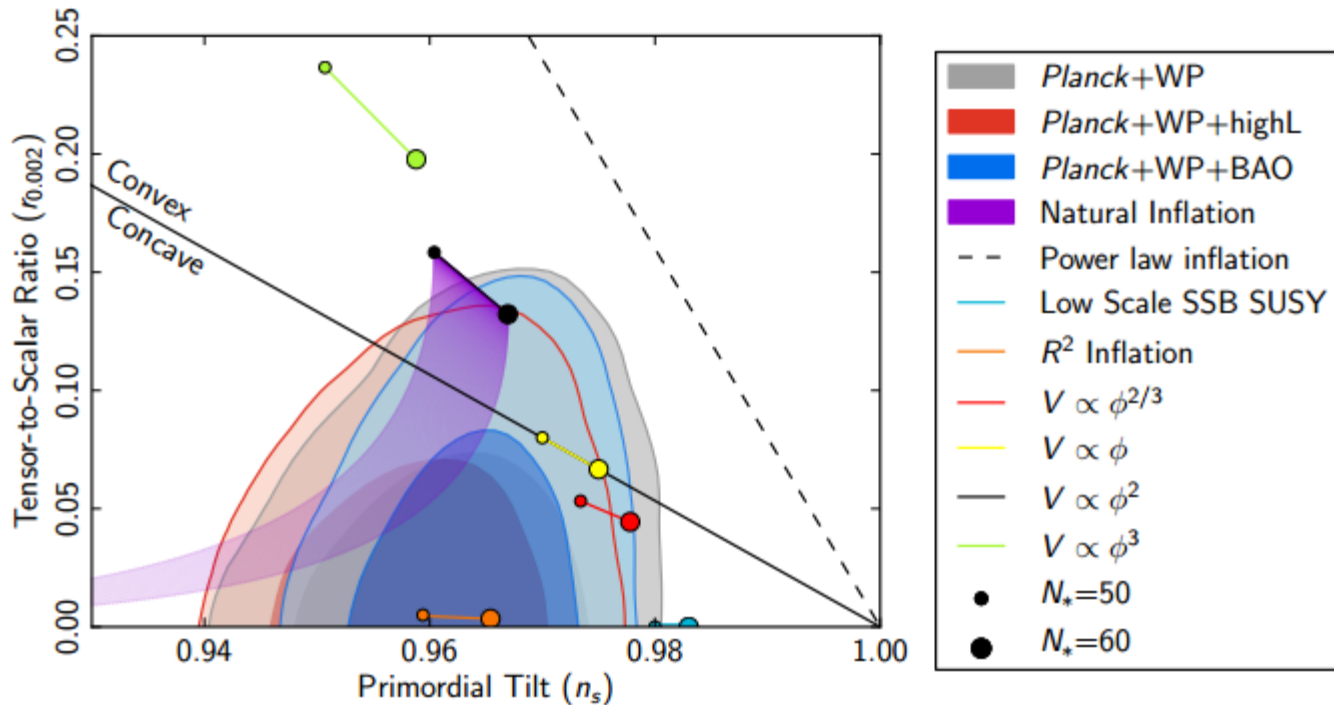 0.25
0.20
0.15
0.10
0.05
0.00
Tensor-to-Scalar Ratio (r₀.₀₀₂)
Convex
Concave
0.94
0.96
0.98
1.00
Primordial Tilt (nₛ)
Planck+WP
Planck+WP+highL
Planck+WP+BAO
Natural Inflation
Power law inflation
Low Scale SSB SUSY
R² Inflation
V ∝ ϕ²ᐟ³
V ∝ ϕ
V ∝ ϕ²
V ∝ ϕ³
N*=50
N*=60